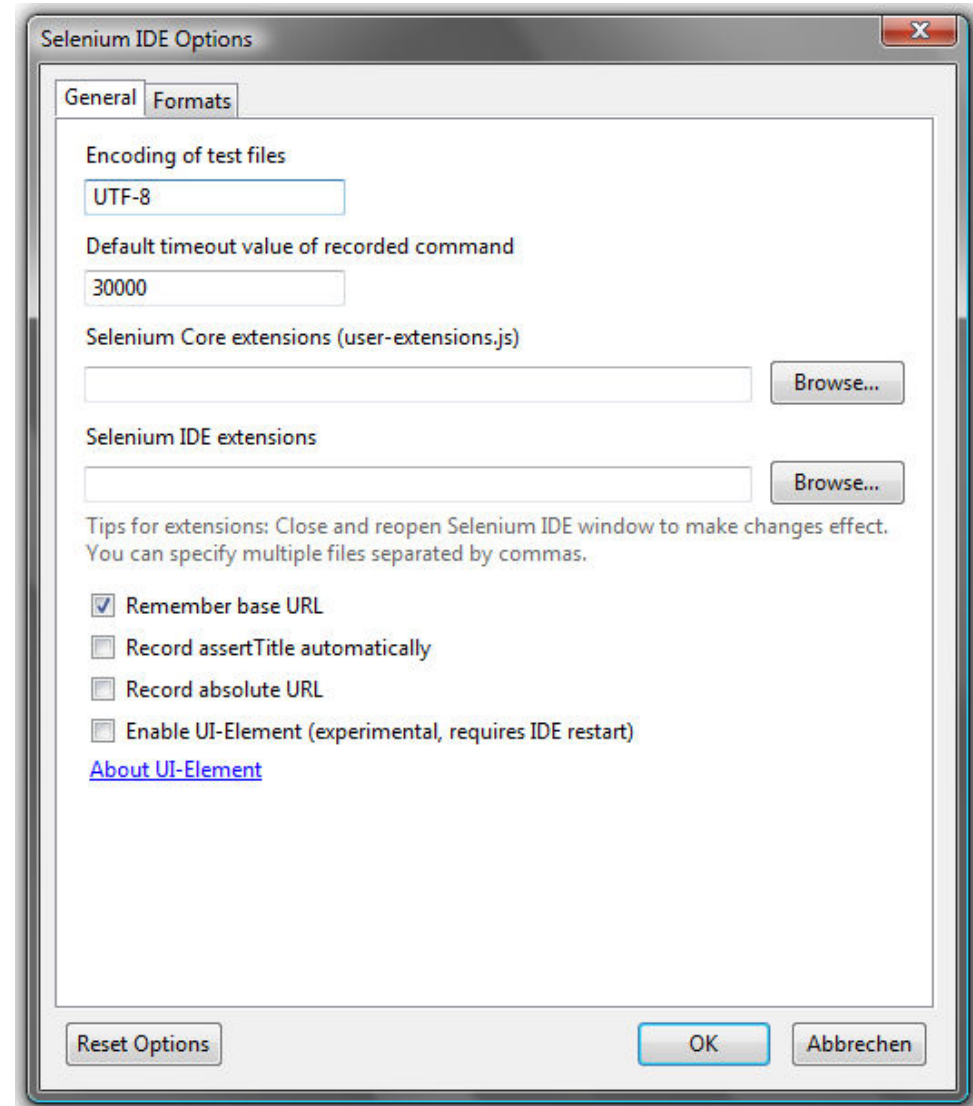 Selenium IDE Options
General Formats
Encoding of test files
UTF-8
Default timeout value of recorded command
30000
Selenium Core extensions (user-extensions.js)
Browse...
Selenium IDE extensions
Browse...
Tips for extensions: Close and reopen Selenium IDE window to make changes effect.
You can specify multiple files separated by commas.
Remember base URL
Record assertTitle automatically
Record absolute URL
Enable UI-Element (experimental, requires IDE restart)
About UI-Element
Reset Options OK Abbrechen